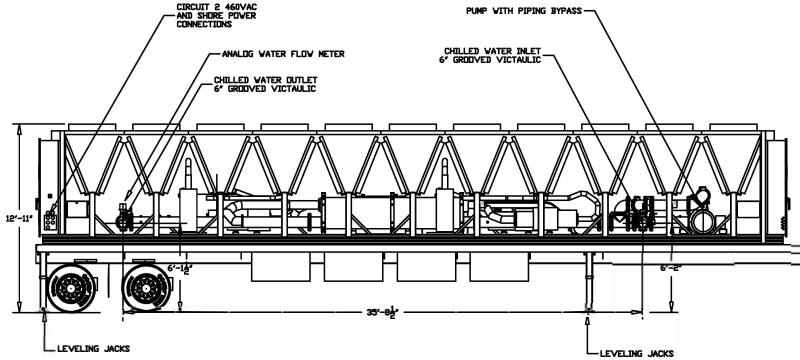 CIRCUIT 2 460VAC
AND SHORE POWER
CONNECTIONS
PUMP WITH PIPING BYPASS
ANALOG WATER FLOW METER
CHILLED WATER INLET
6" GROOVED VICTAULIC
CHILLED WATER OUTLET
6" GROOVED VICTAULIC
12'-11"
6'-1½"
6'-2"
35'-8½"
LEVELING JACKS
LEVELING JACKS